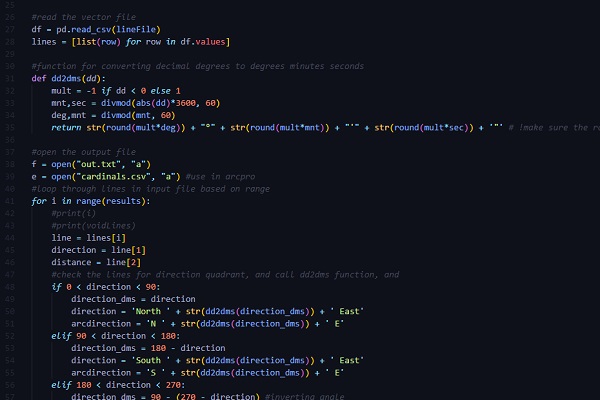 25
26 #read the vector file
27 df = pd.read_csv(lineFile)
28 lines = [list(row) for row in df.values]
29
30 #function for converting decimal degrees to degrees minutes seconds
31 def dd2dms(dd):
32 mult = -1 if dd < 0 else 1
33 mnt,sec = divmod(abs(dd)*3600, 60)
34 deg,mnt = divmod(mnt, 60)
35 return str(round(mult*deg)) + "°" + str(round(mult*mnt)) + "'" + str(round(mult*sec)) + '"' # !make sure the
36
37 #open the output file
38 f = open("out.txt", "a")
39 e = open("cardinals.csv", "a") #use in arcpro
40 #loop through lines in input file based on range
41 for i in range(results):
42 #print(i)
43 #print(voidLines)
44 line = lines[i]
45 direction = line[1]
46 distance = line[2]
47 #check the lines for direction quadrant, and call dd2dms function, and
48 if 0 < direction < 90:
49 direction_dms = direction
50 direction = 'North ' + str(dd2dms(direction_dms)) + ' East'
51 arcdirection = 'N ' + str(dd2dms(direction_dms)) + ' E'
52 elif 90 < direction < 180:
53 direction_dms = 180 - direction
54 direction = 'South ' + str(dd2dms(direction_dms)) + ' East'
55 arcdirection = 'S ' + str(dd2dms(direction_dms)) + ' E'
56 elif 180 < direction < 270:
57 direction_dms = 90 - (270 - direction) #inverting angle